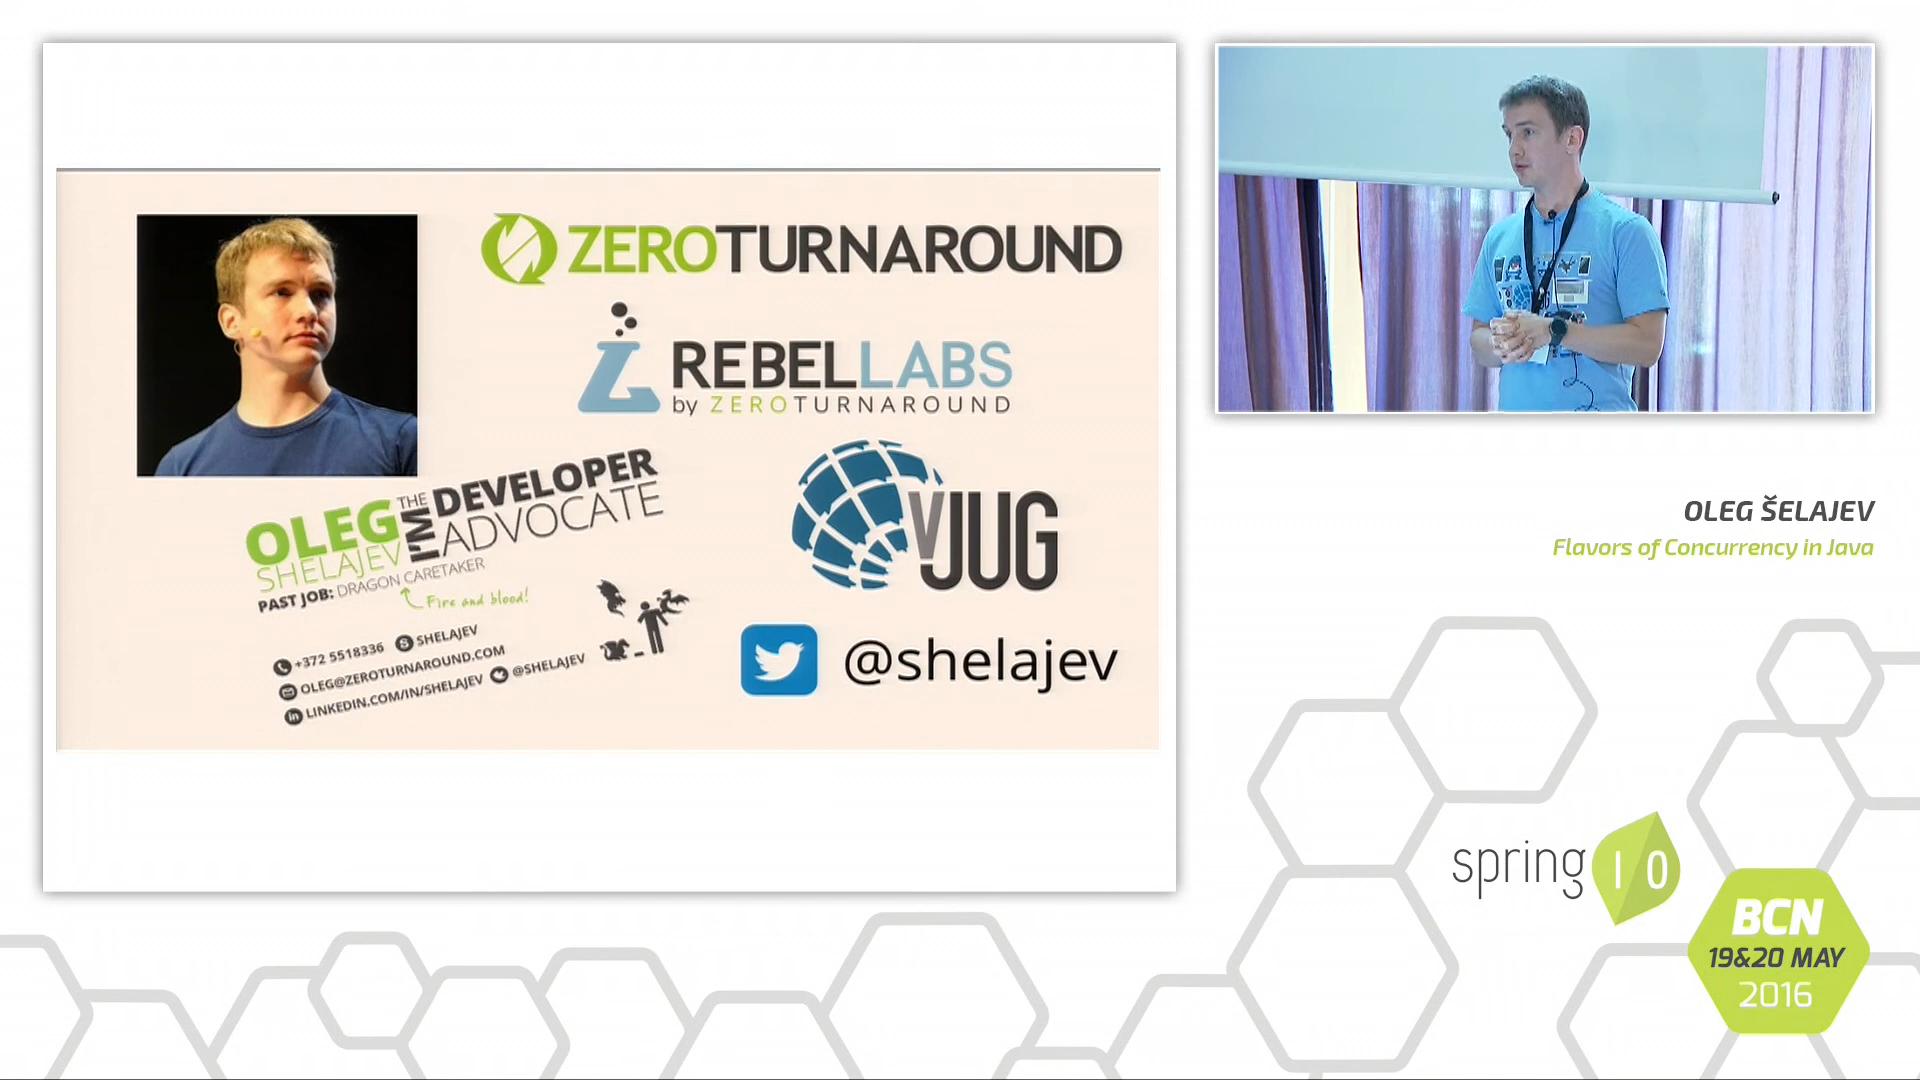 ZEROTURNAROUND
REBELLABS
by ZEROTURNAROUND
OLEG
SHELAJEV
I'M
THE DEVELOPER
ADVOCATE
PAST JOB: DRAGON CARETAKER
Fire and blood!
+372 5518336 SHELAJEV
OLEG@ZEROTURNAROUND.COM
LINKEDIN.COM/IN/SHELAJEV @SHELAJEV
vJUG
@shelajev
OLEG ŠELAJEV
Flavors of Concurrency in Java
spring I O
BCN
19&20 MAY
2016